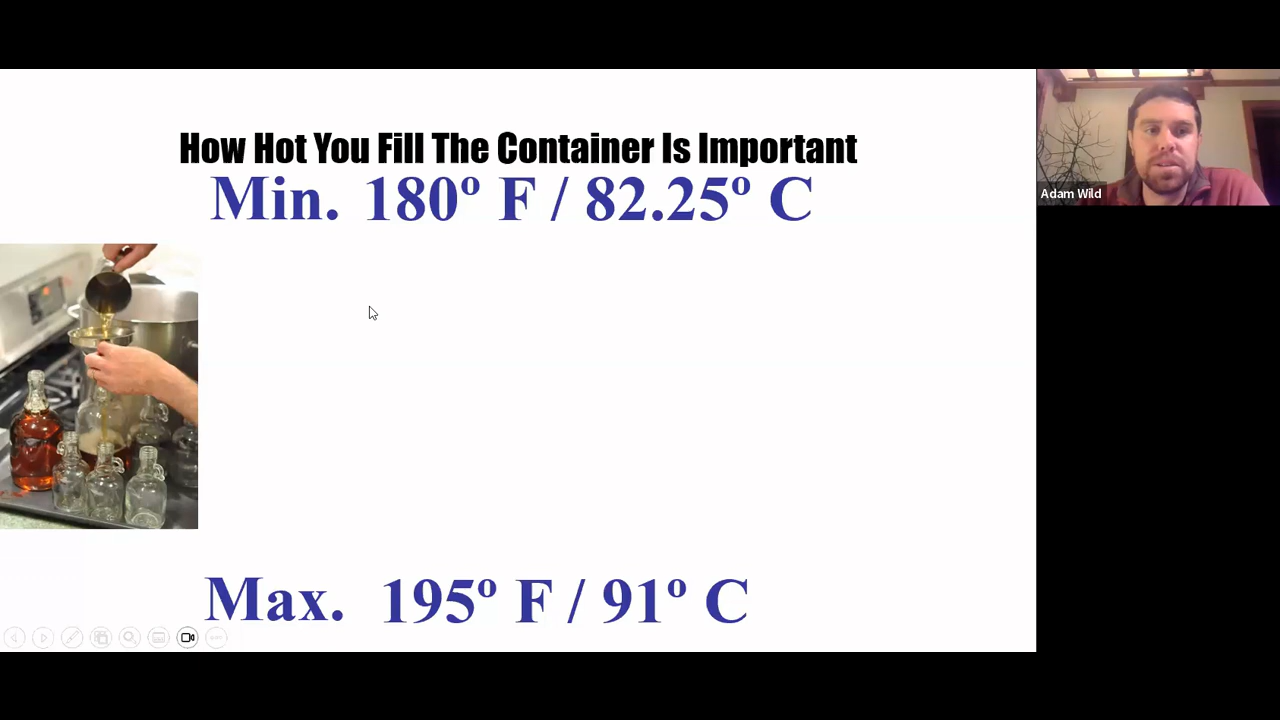 How Hot You Fill The Container Is Important
Min. 180º F / 82.25º C
Max. 195º F / 91º C
Adam Wild